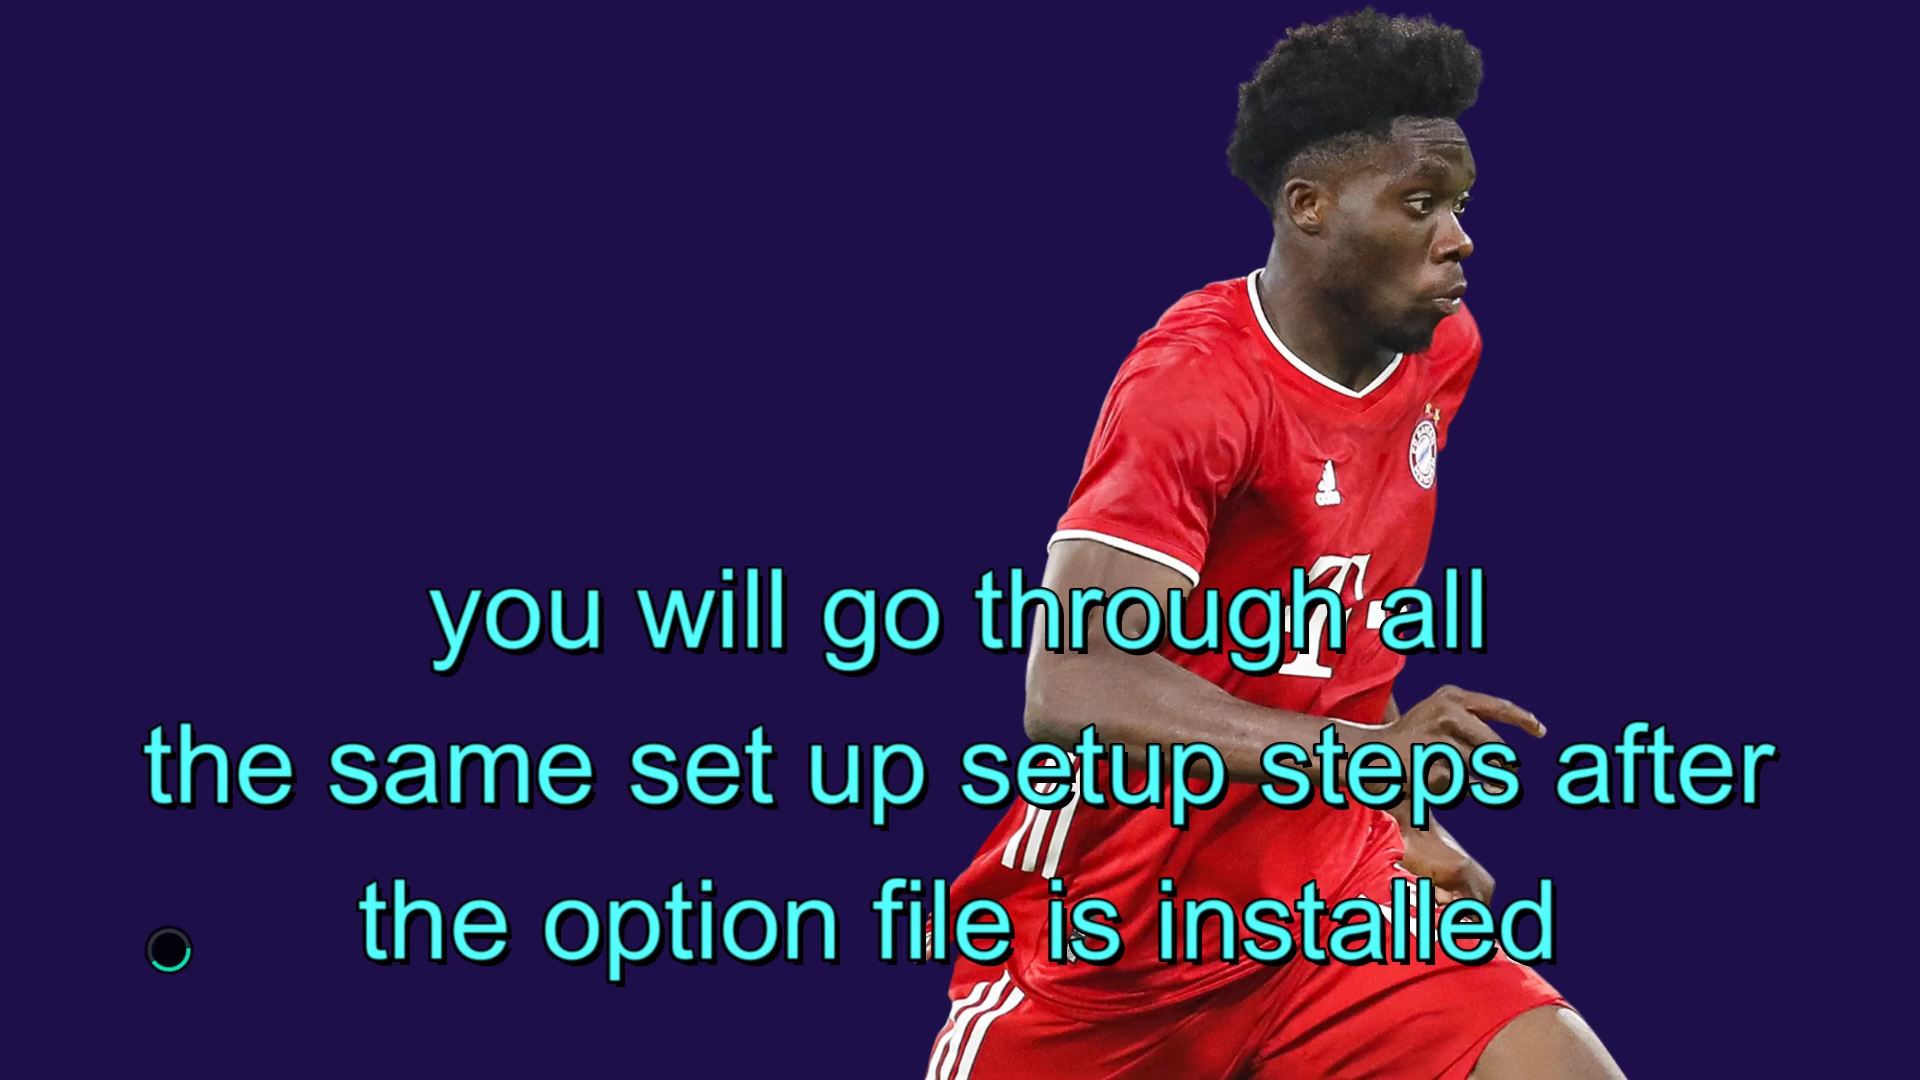 you will go through all
the same set up setup steps after
the option file is installed